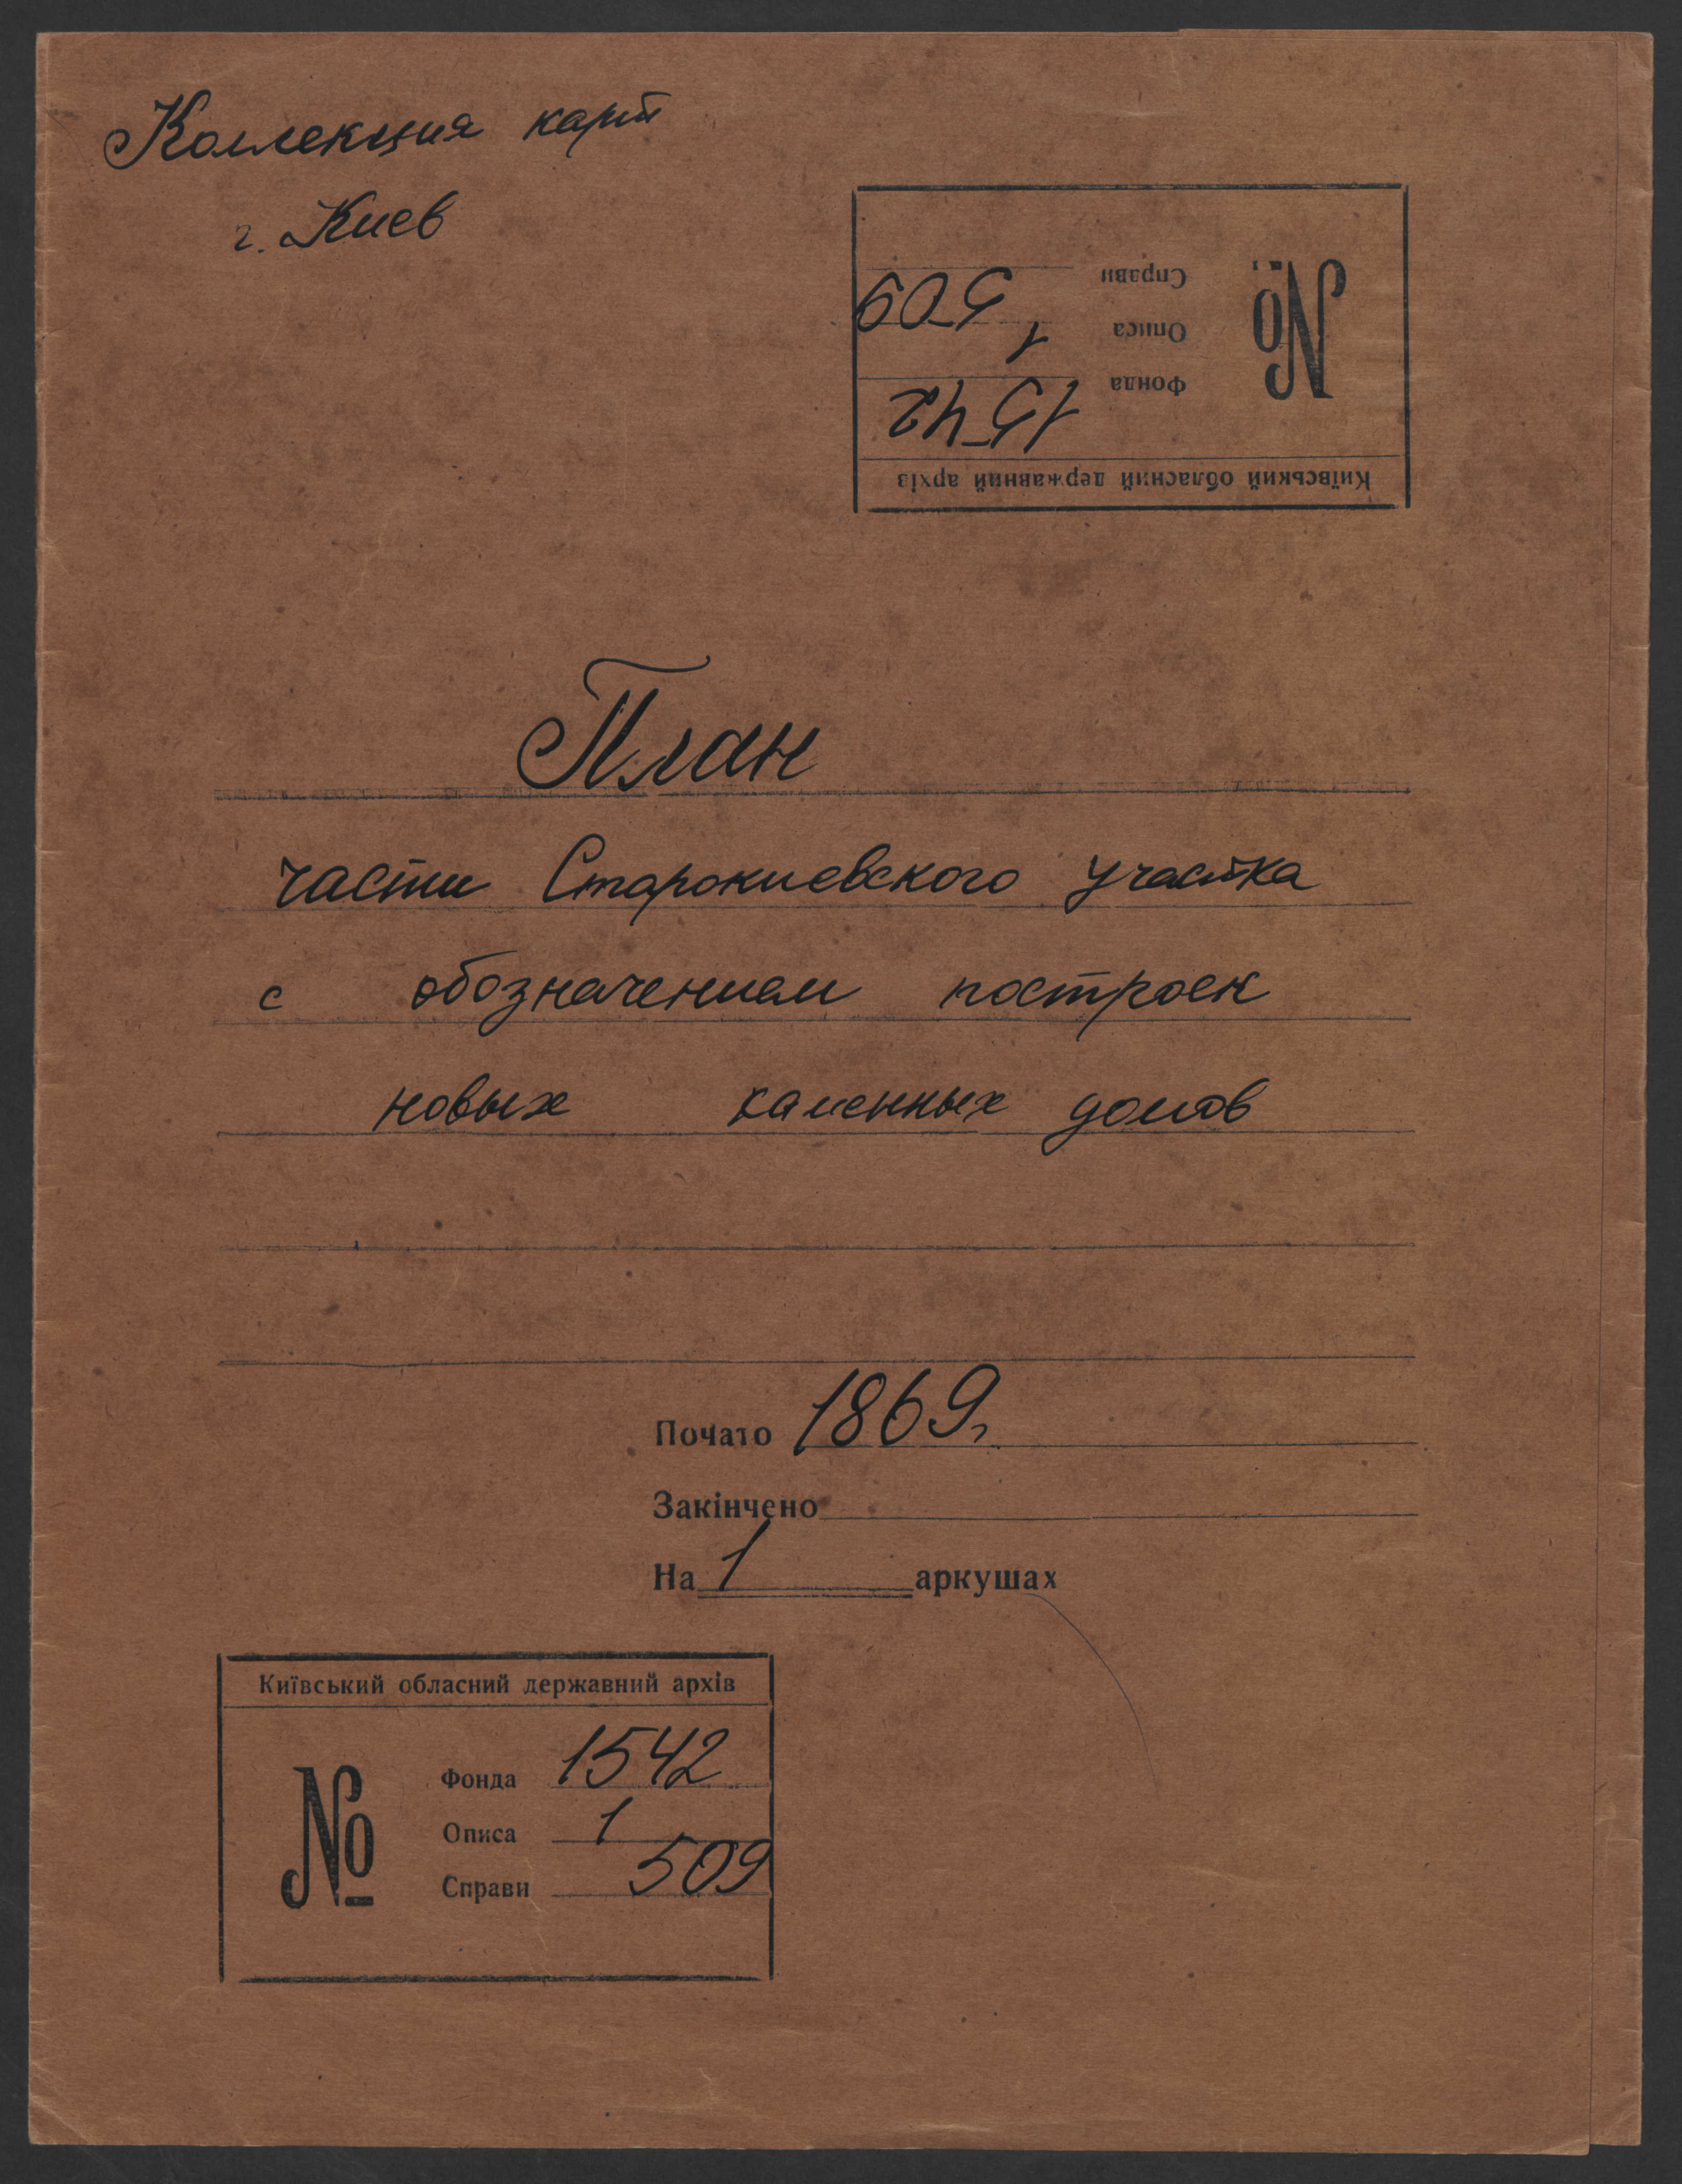 Коллекция карт
г. Киев
Київський обласний державний архів
№
Фонда 1542
Описа 1
Справи 509
План
части Старокиевского участка
с обозначением построек
новых каменных домов
Почато 1869г
Закінчено
На 1 аркушах
Київський обласний державний архів
№
Фонда 1542
Описа 1
Справи 509